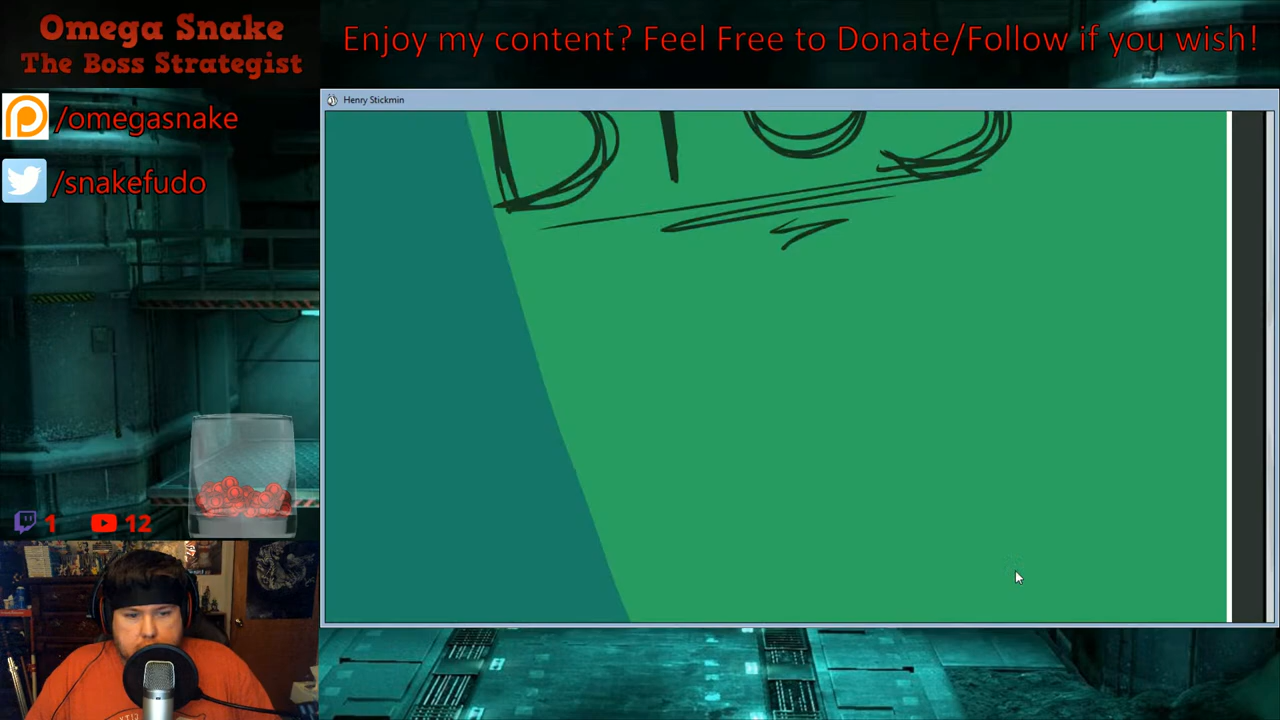 Omega Snake
The Boss Strategist
Enjoy my content? Feel Free to Donate/Follow if you wish!
/omegasnake
/snakefudo
Henry Stickmin
1
12